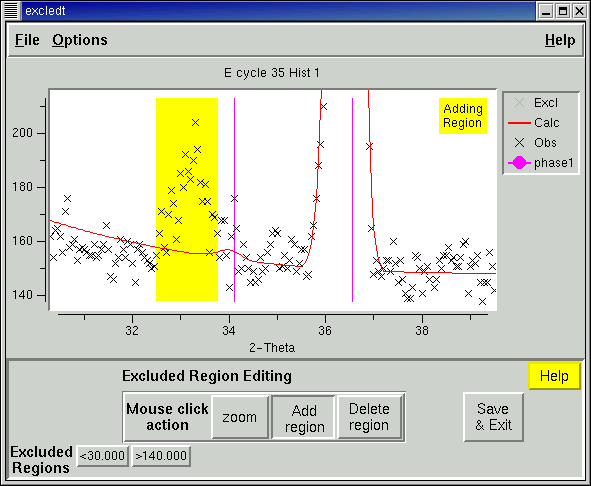 excledt
File Options Help
E cycle 35 Hist 1
Adding
Region
Excl
Calc
Obs
phase1
200
180
160
140
32 34 36 38
2-Theta
Excluded Region Editing
Help
Mouse click
action
zoom
Add
region
Delete
region
Save
& Exit
Excluded
Regions
<30.000
>140.000